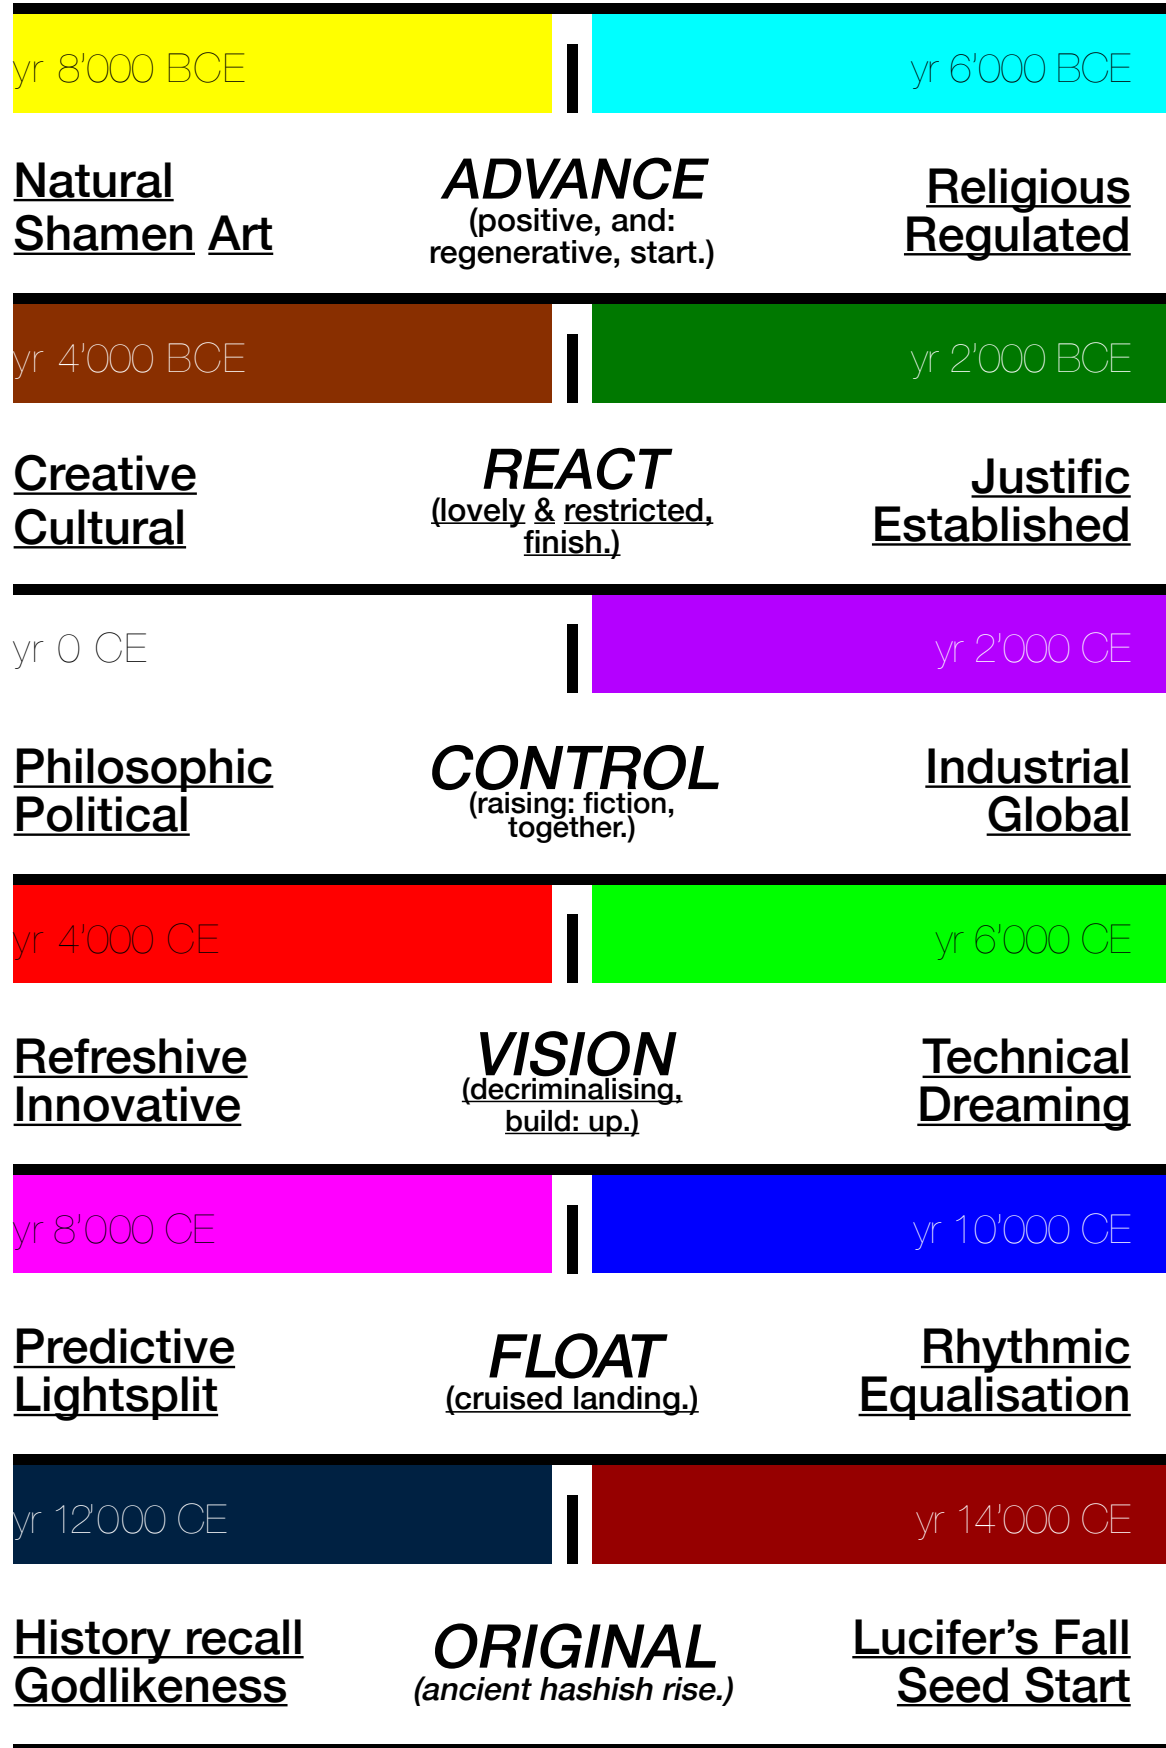 yr 8'000 BCE
yr 6'000 BCE
Natural
Shamen Art
ADVANCE
(positive, and:
regenerative, start.)
Religious
Regulated
yr 4'000 BCE
yr 2'000 BCE
Creative
Cultural
REACT
(lovely & restricted,
finish.)
Justific
Established
yr 0 CE
yr 2'000 CE
Philosophic
Political
CONTROL
(raising: fiction,
together.)
Industrial
Global
yr 4'000 CE
yr 6'000 CE
Refreshive
Innovative
VISION
(decriminalising,
build: up.)
Technical
Dreaming
yr 8'000 CE
yr 10'000 CE
Predictive
Lightsplit
FLOAT
(cruised landing.)
Rhythmic
Equalisation
yr 12'000 CE
yr 14'000 CE
History recall
Godlikeness
ORIGINAL
(ancient hashish rise.)
Lucifer’s Fall
Seed Start